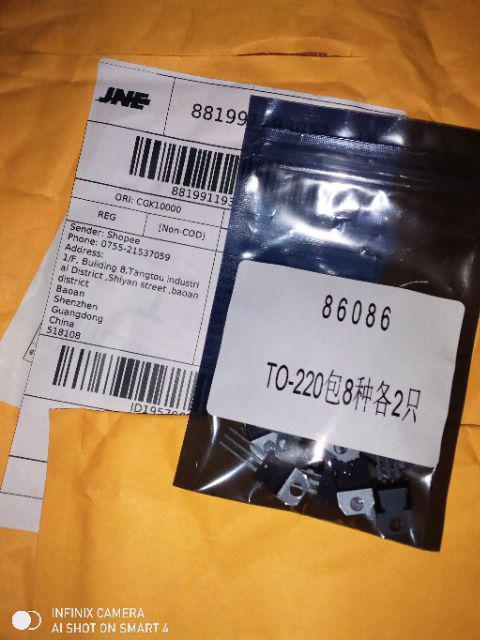 JNE
ORI: CGK10000
REG
[Non-COD]
Sender: Shopee
Phone: 0755-21537059
Address:
1/F, Building 8,Tangtou industri
al District ,Shiyan street ,baoan
district
Baoan
Shenzhen
Guangdong
China
518108
86086
TO-220包8种各2只
INFINIX CAMERA
AI SHOT ON SMART 4